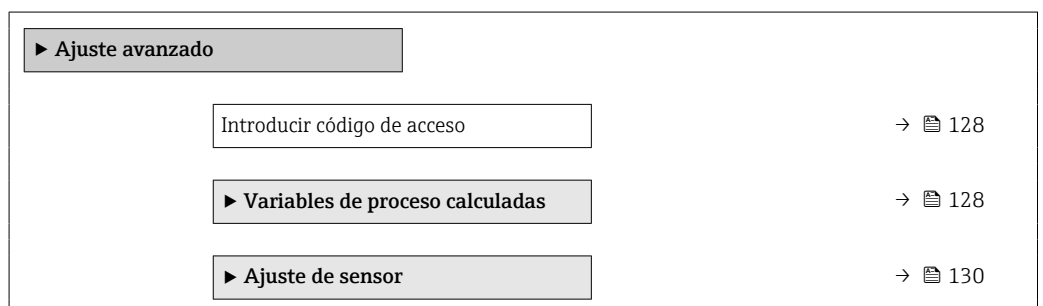 ▶ Ajuste avanzado
Introducir código de acceso → 128
▶ Variables de proceso calculadas → 128
▶ Ajuste de sensor → 130